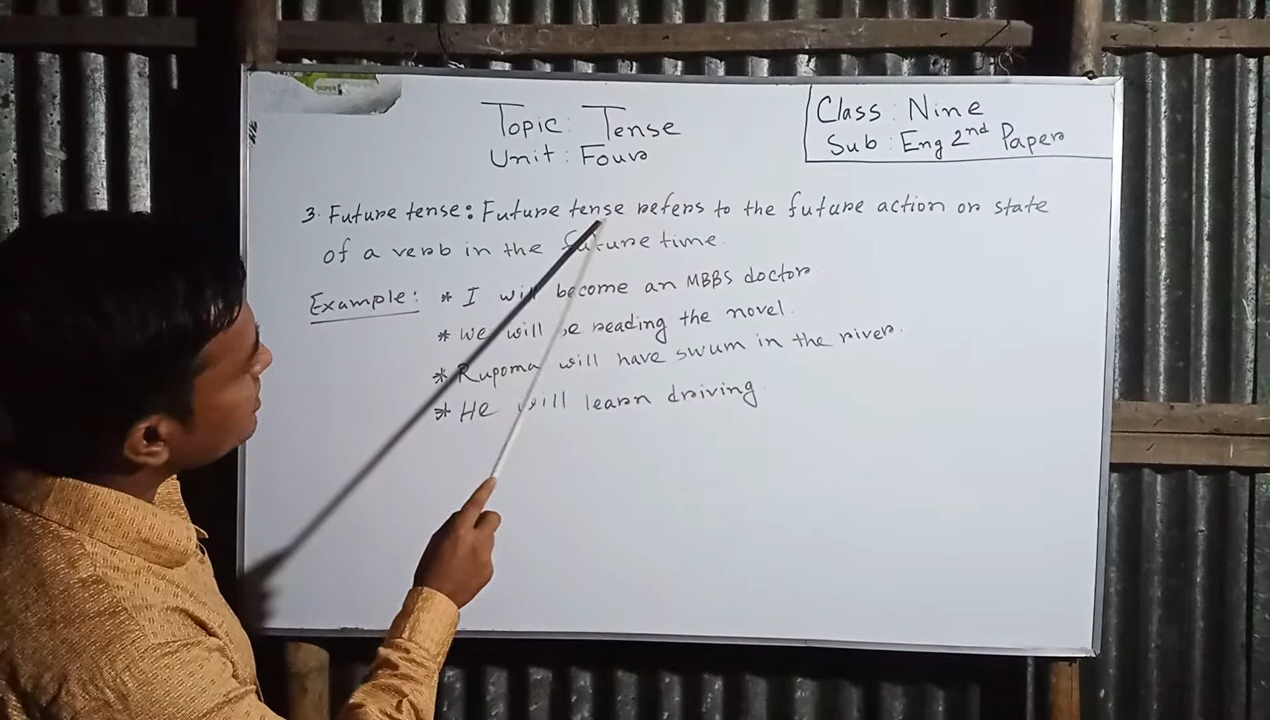 Topic: Tense
Unit: Four
Class: Nine
Sub: Eng 2nd Paper
3. Future tense: Future tense refers to the future action or state
of a verb in the future time.
Example: * I will become an MBBS doctor.
* We will be reading the novel.
* Rupoma will have swum in the river.
* He will learn driving.
SUPER